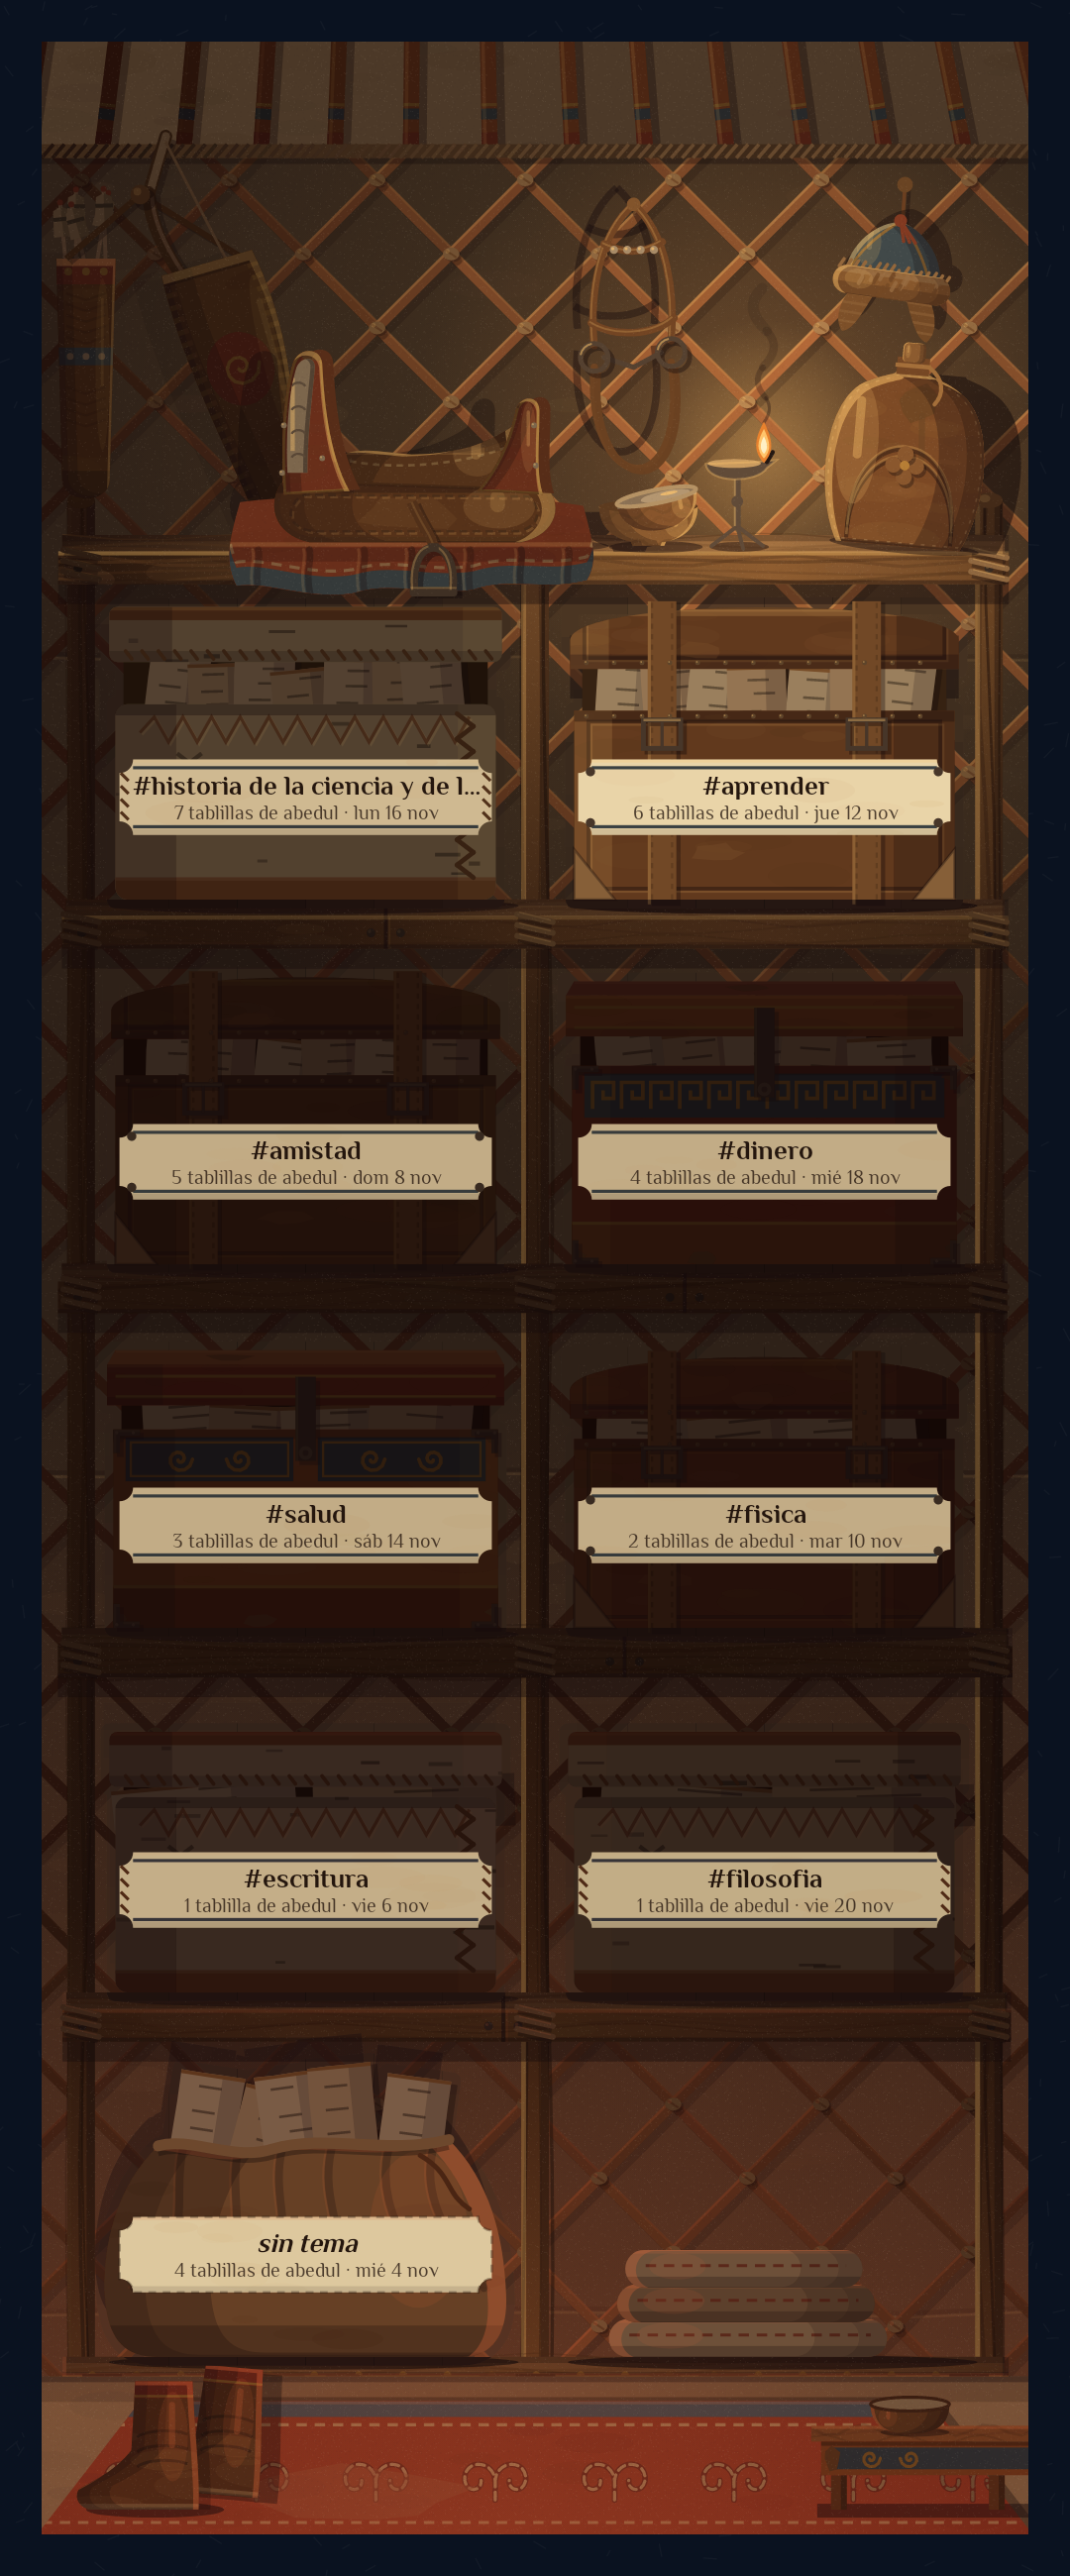 #historia de la ciencia y de l...
7 tablillas de abedul · lun 16 nov
#aprender
6 tablillas de abedul · jue 12 nov
#amistad
5 tablillas de abedul · dom 8 nov
#dinero
4 tablillas de abedul · mié 18 nov
#salud
3 tablillas de abedul · sáb 14 nov
#fisica
2 tablillas de abedul · mar 10 nov
#escritura
1 tablilla de abedul · vie 6 nov
#filosofia
1 tablilla de abedul · vie 20 nov
sin tema
4 tablillas de abedul · mié 4 nov